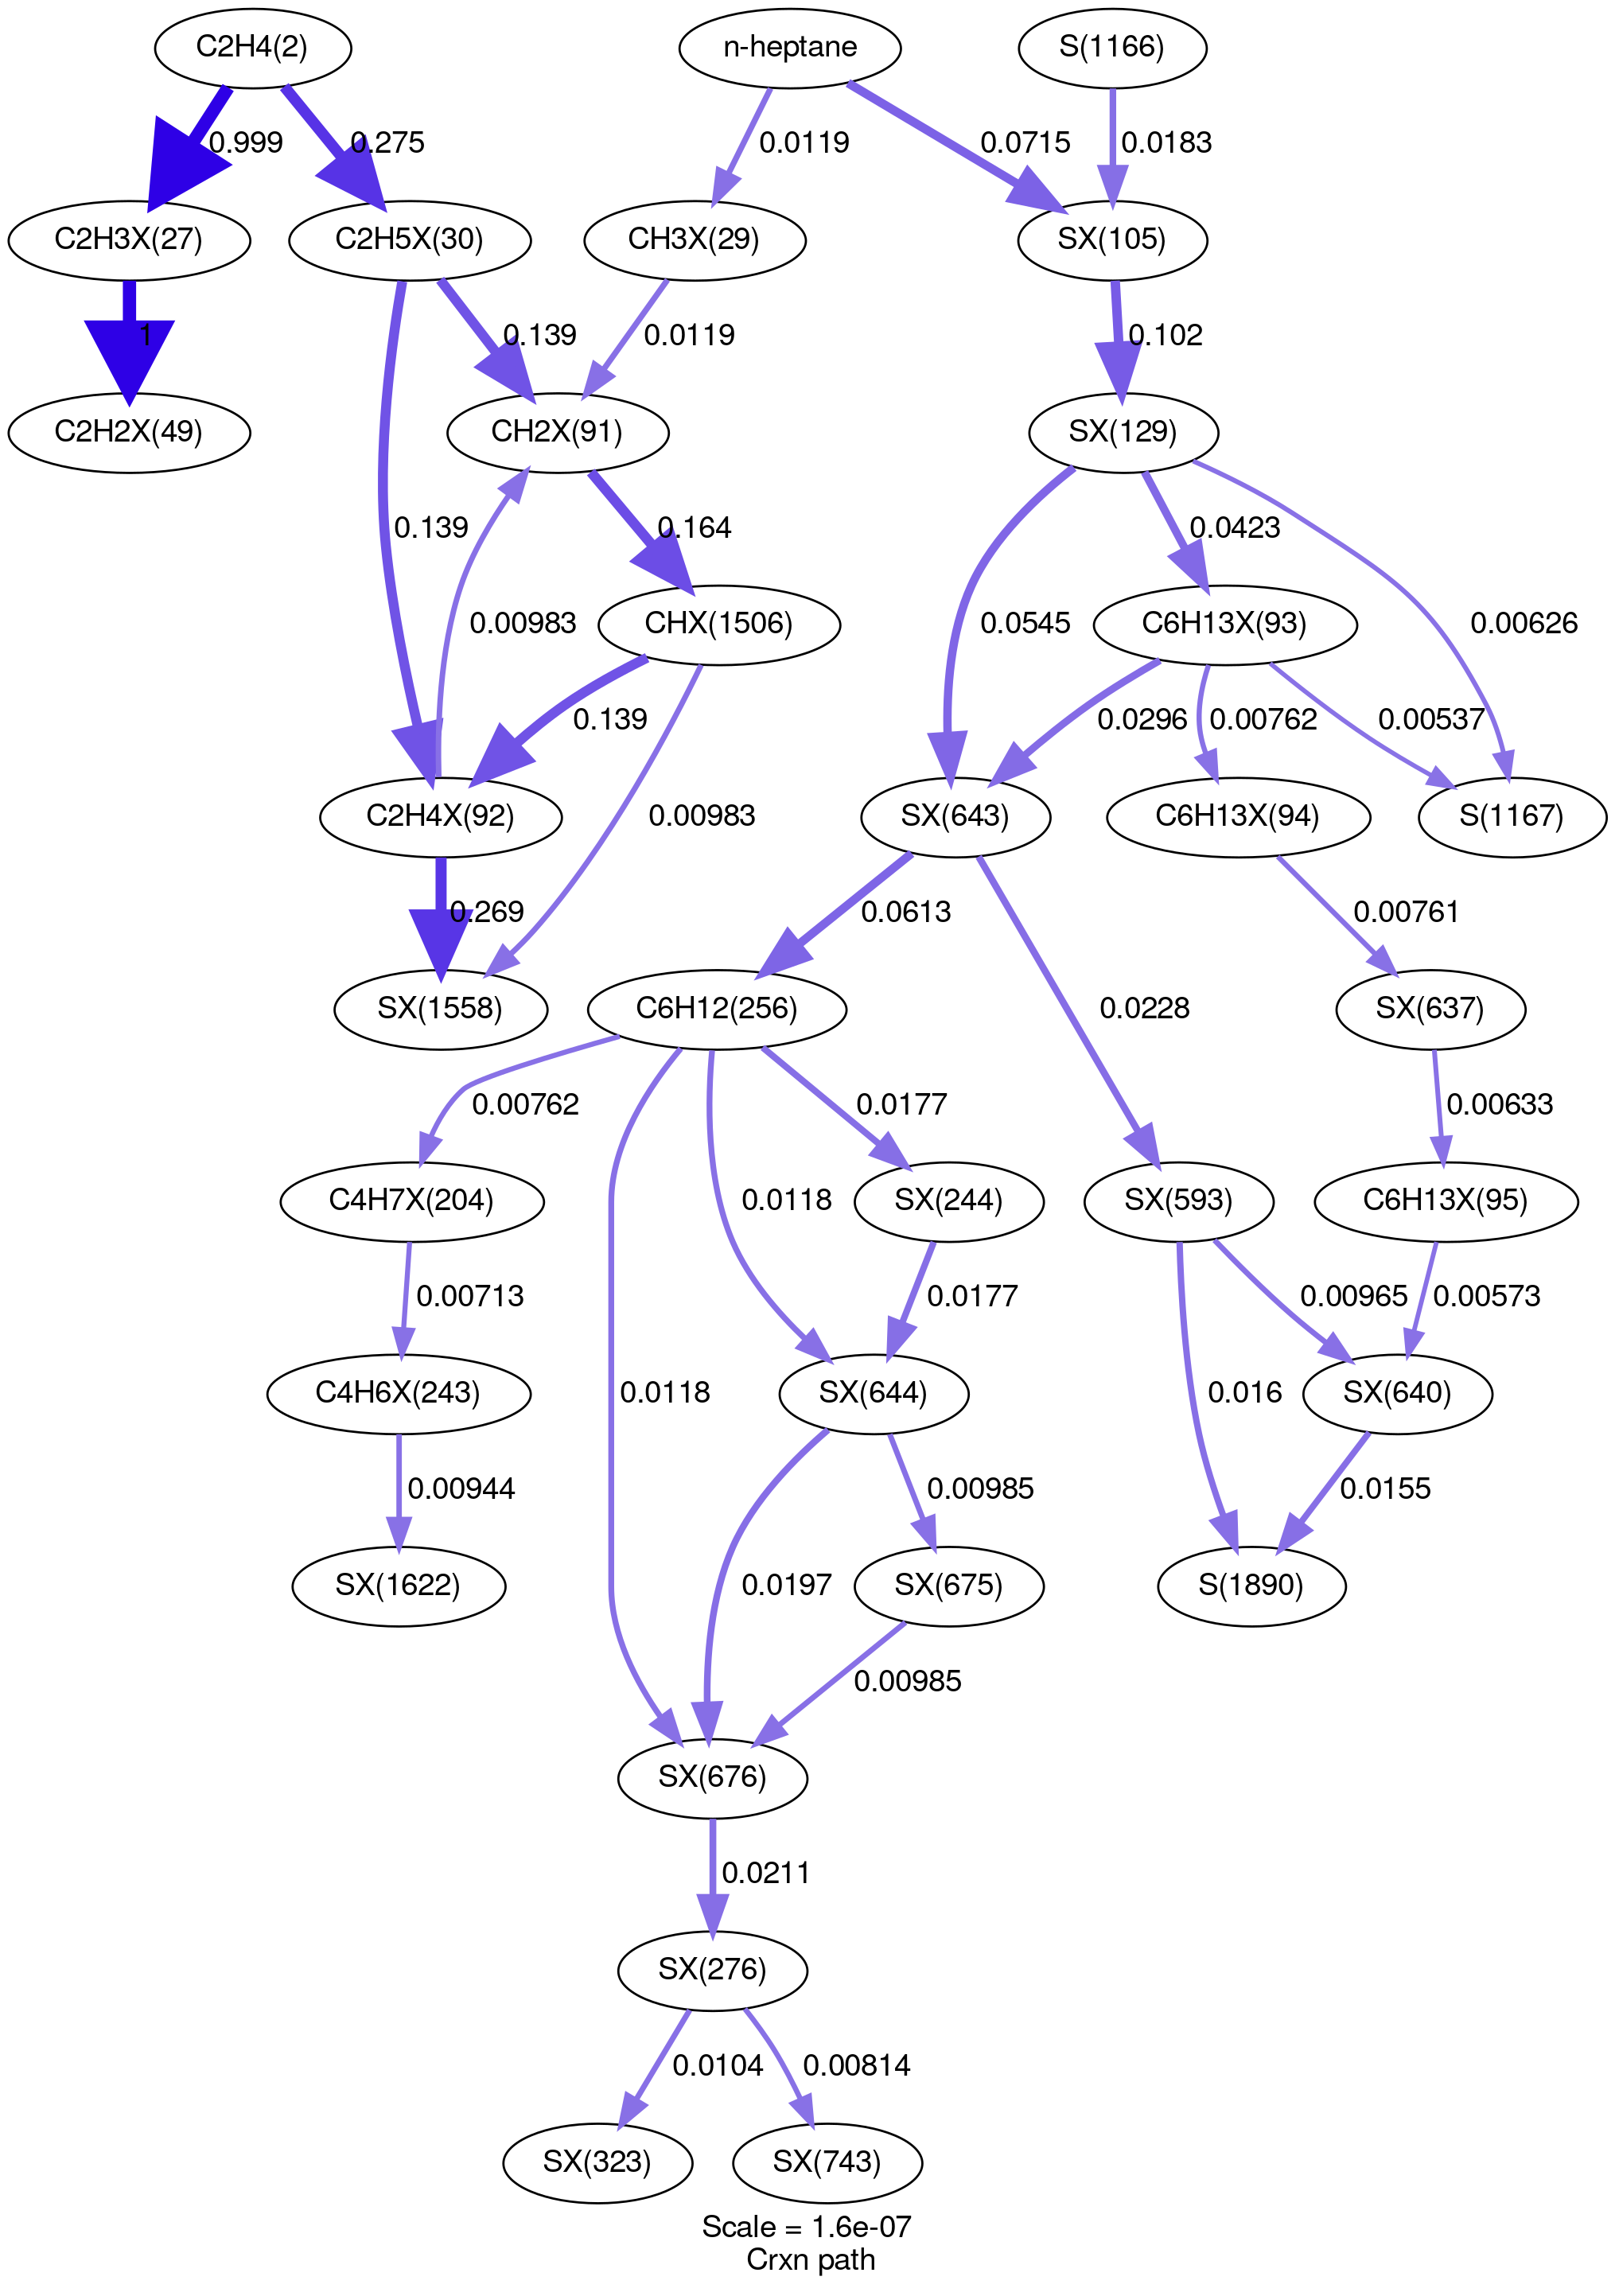 C2H4(2)
n-heptane
S(1166)
0.999
0.275
0.0119
0.0715
0.0183
C2H3X(27)
C2H5X(30)
CH3X(29)
SX(105)
1
0.139
0.0119
0.102
C2H2X(49)
CH2X(91)
SX(129)
0.139
0.00983
0.164
0.0545
0.0423
0.00626
CHX(1506)
C6H13X(93)
0.139
0.00983
0.0296
0.00762
0.00537
C2H4X(92)
SX(643)
C6H13X(94)
S(1167)
0.269
0.0613
0.0228
0.00761
SX(1558)
C6H12(256)
SX(637)
0.00762
0.0118
0.0118
0.0177
0.00633
C4H7X(204)
SX(244)
SX(593)
C6H13X(95)
0.00713
0.0177
0.016
0.00965
0.00573
C4H6X(243)
SX(644)
SX(640)
0.00944
0.0197
0.00985
0.0155
SX(1622)
SX(675)
S(1890)
0.00985
SX(676)
0.0211
SX(276)
0.0104
0.00814
SX(323)
SX(743)
Scale = 1.6e-07
Crxn path